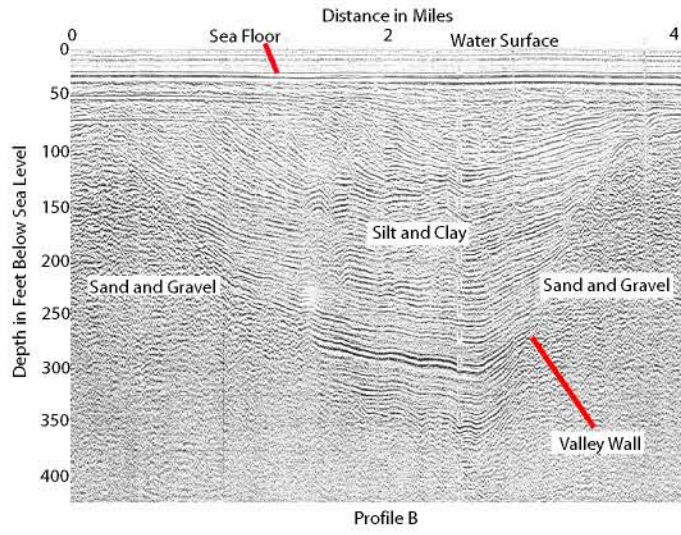 Distance in Miles
0
2
4
Sea Floor
Water Surface
0
50
100
150
200
250
300
350
400
Depth in Feet Below Sea Level
Silt and Clay
Sand and Gravel
Sand and Gravel
Valley Wall
Profile B